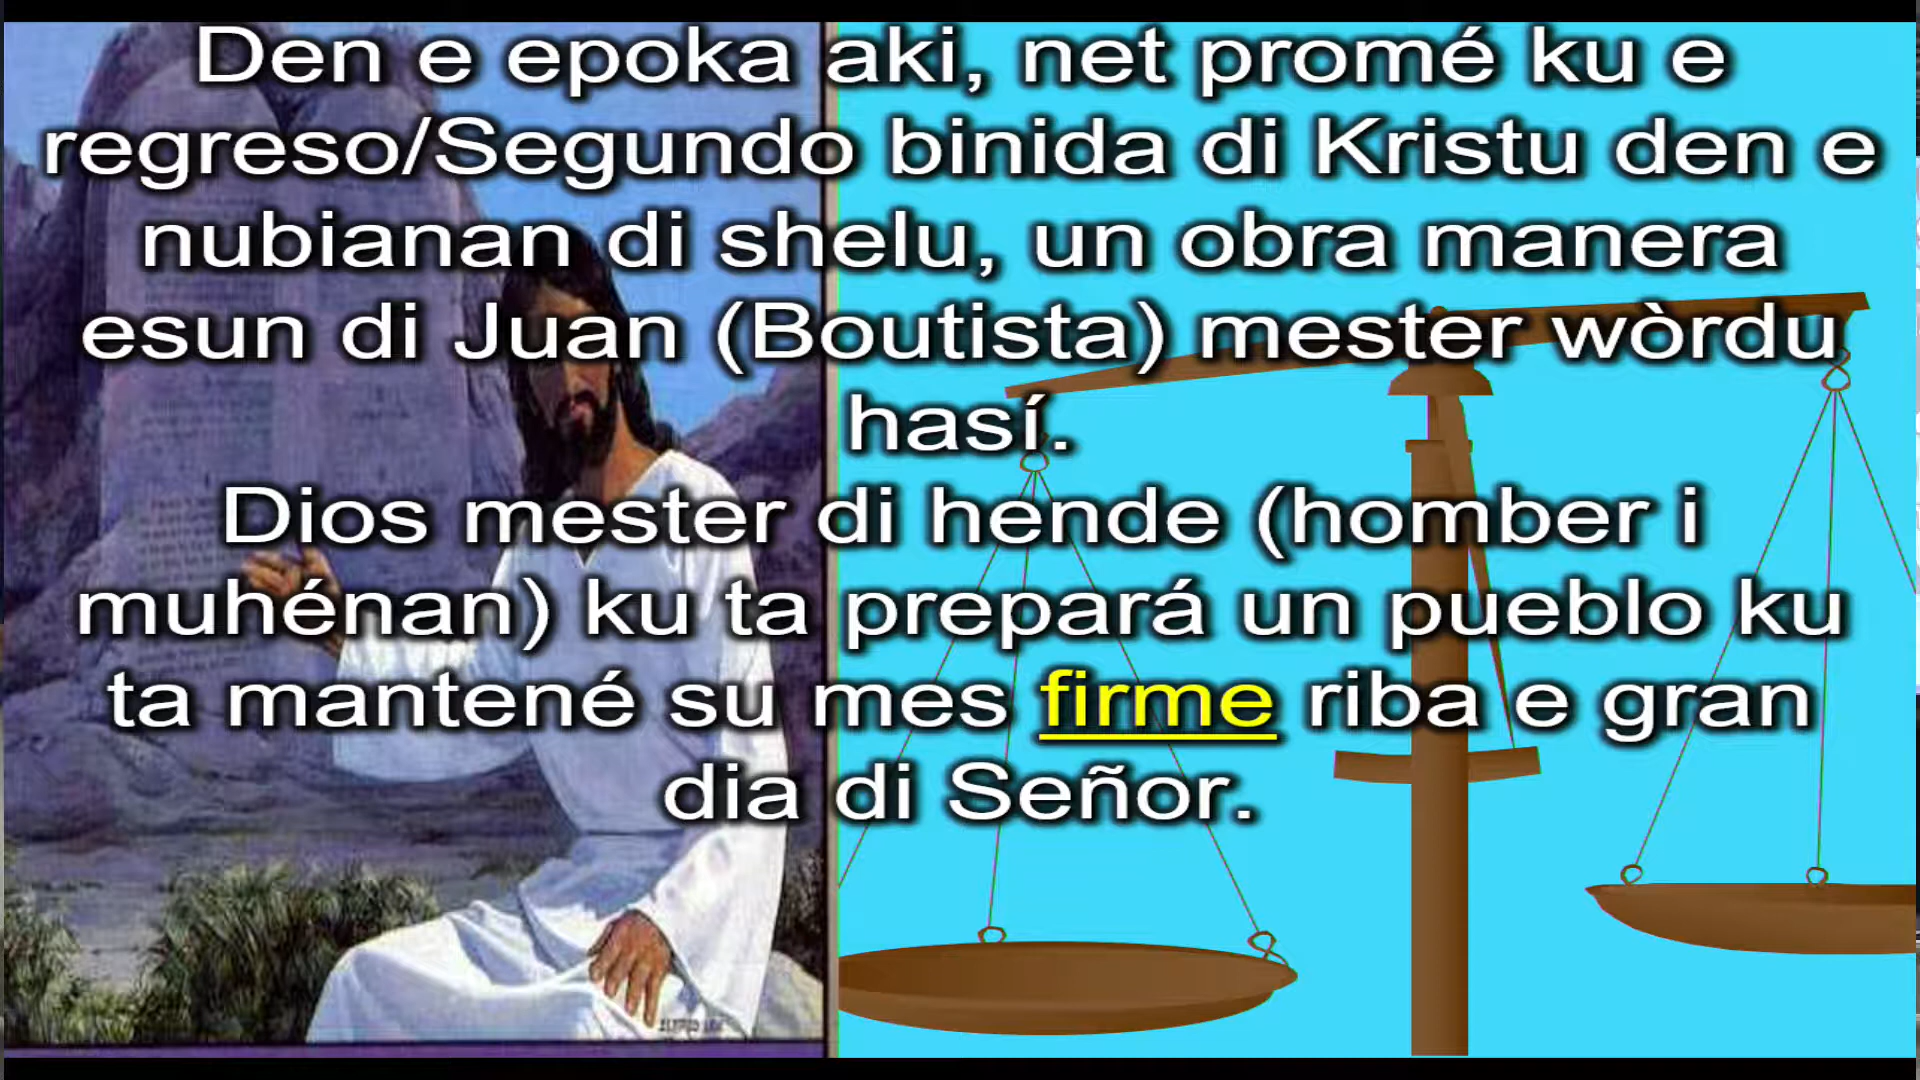 Den e epoka aki, net promé ku e
regreso/Segundo binida di Kristu den e
nubianan di shelu, un obra manera
esun di Juan (Boutista) mester wòrdu
hasí.
Dios mester di hende (homber i
muhénan) ku ta prepará un pueblo ku
ta mantené su mes firme riba e gran
dia di Señor.